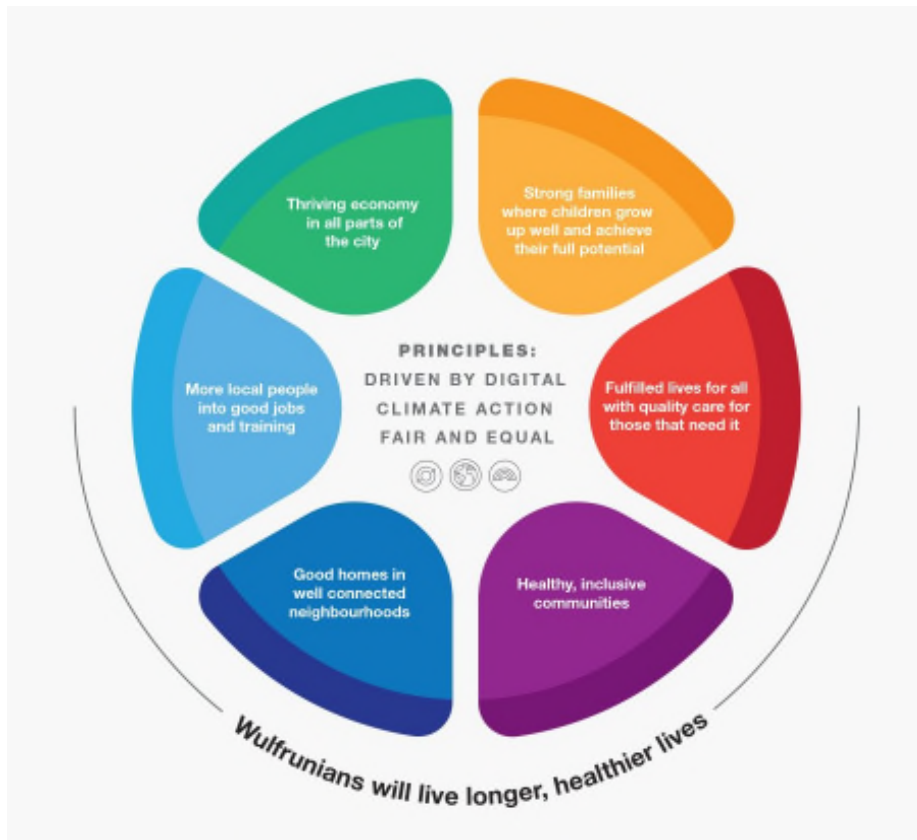 Thriving economy
in all parts of
the city
Strong families
where children grow
up well and achieve
their full potential
More local people
into good jobs
and training
PRINCIPLES:
DRIVEN BY DIGITAL
CLIMATE ACTION
FAIR AND EQUAL
Fulfilled lives for all
with quality care for
those that need it
Good homes in
well connected
neighbourhoods
Healthy, inclusive
communities
Wulfrunians will live longer, healthier lives